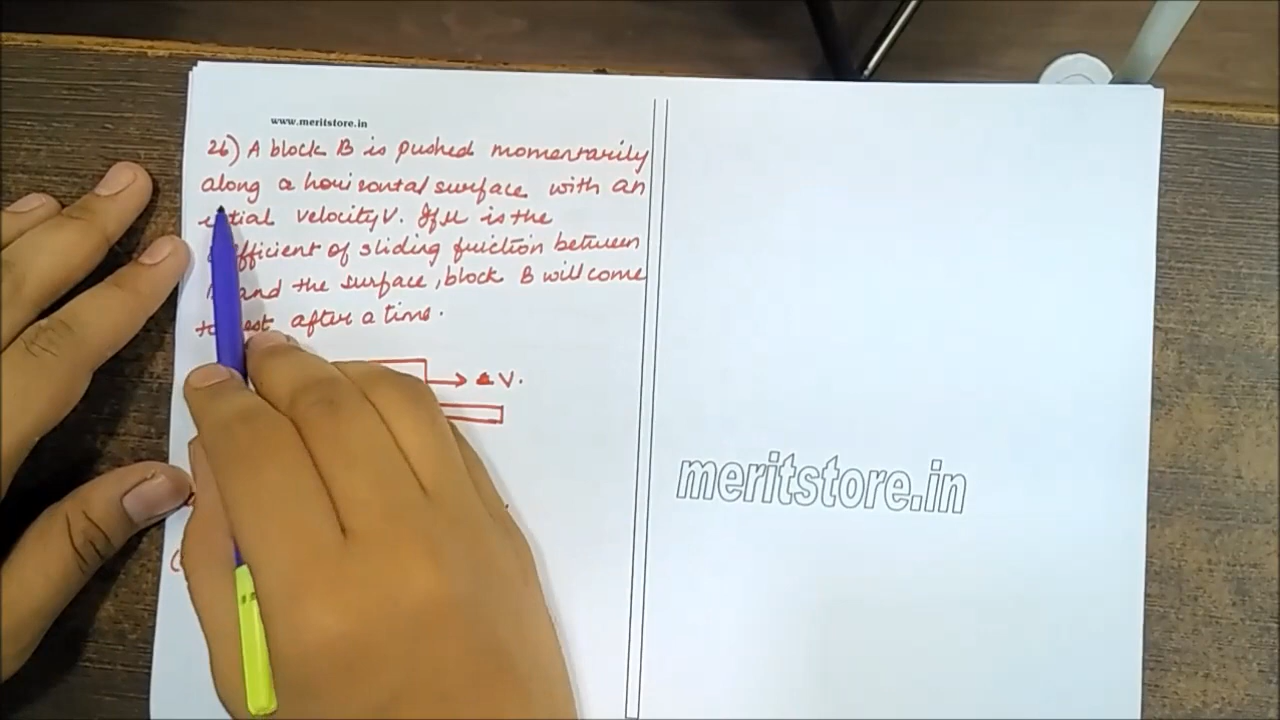 www.meritstore.in
26) A block B is pushed momentarily
along a horizontal surface with an
velocity V. If μ is the
of sliding friction between
and the surface, block B will come
after a time.
V.
meritstore.in